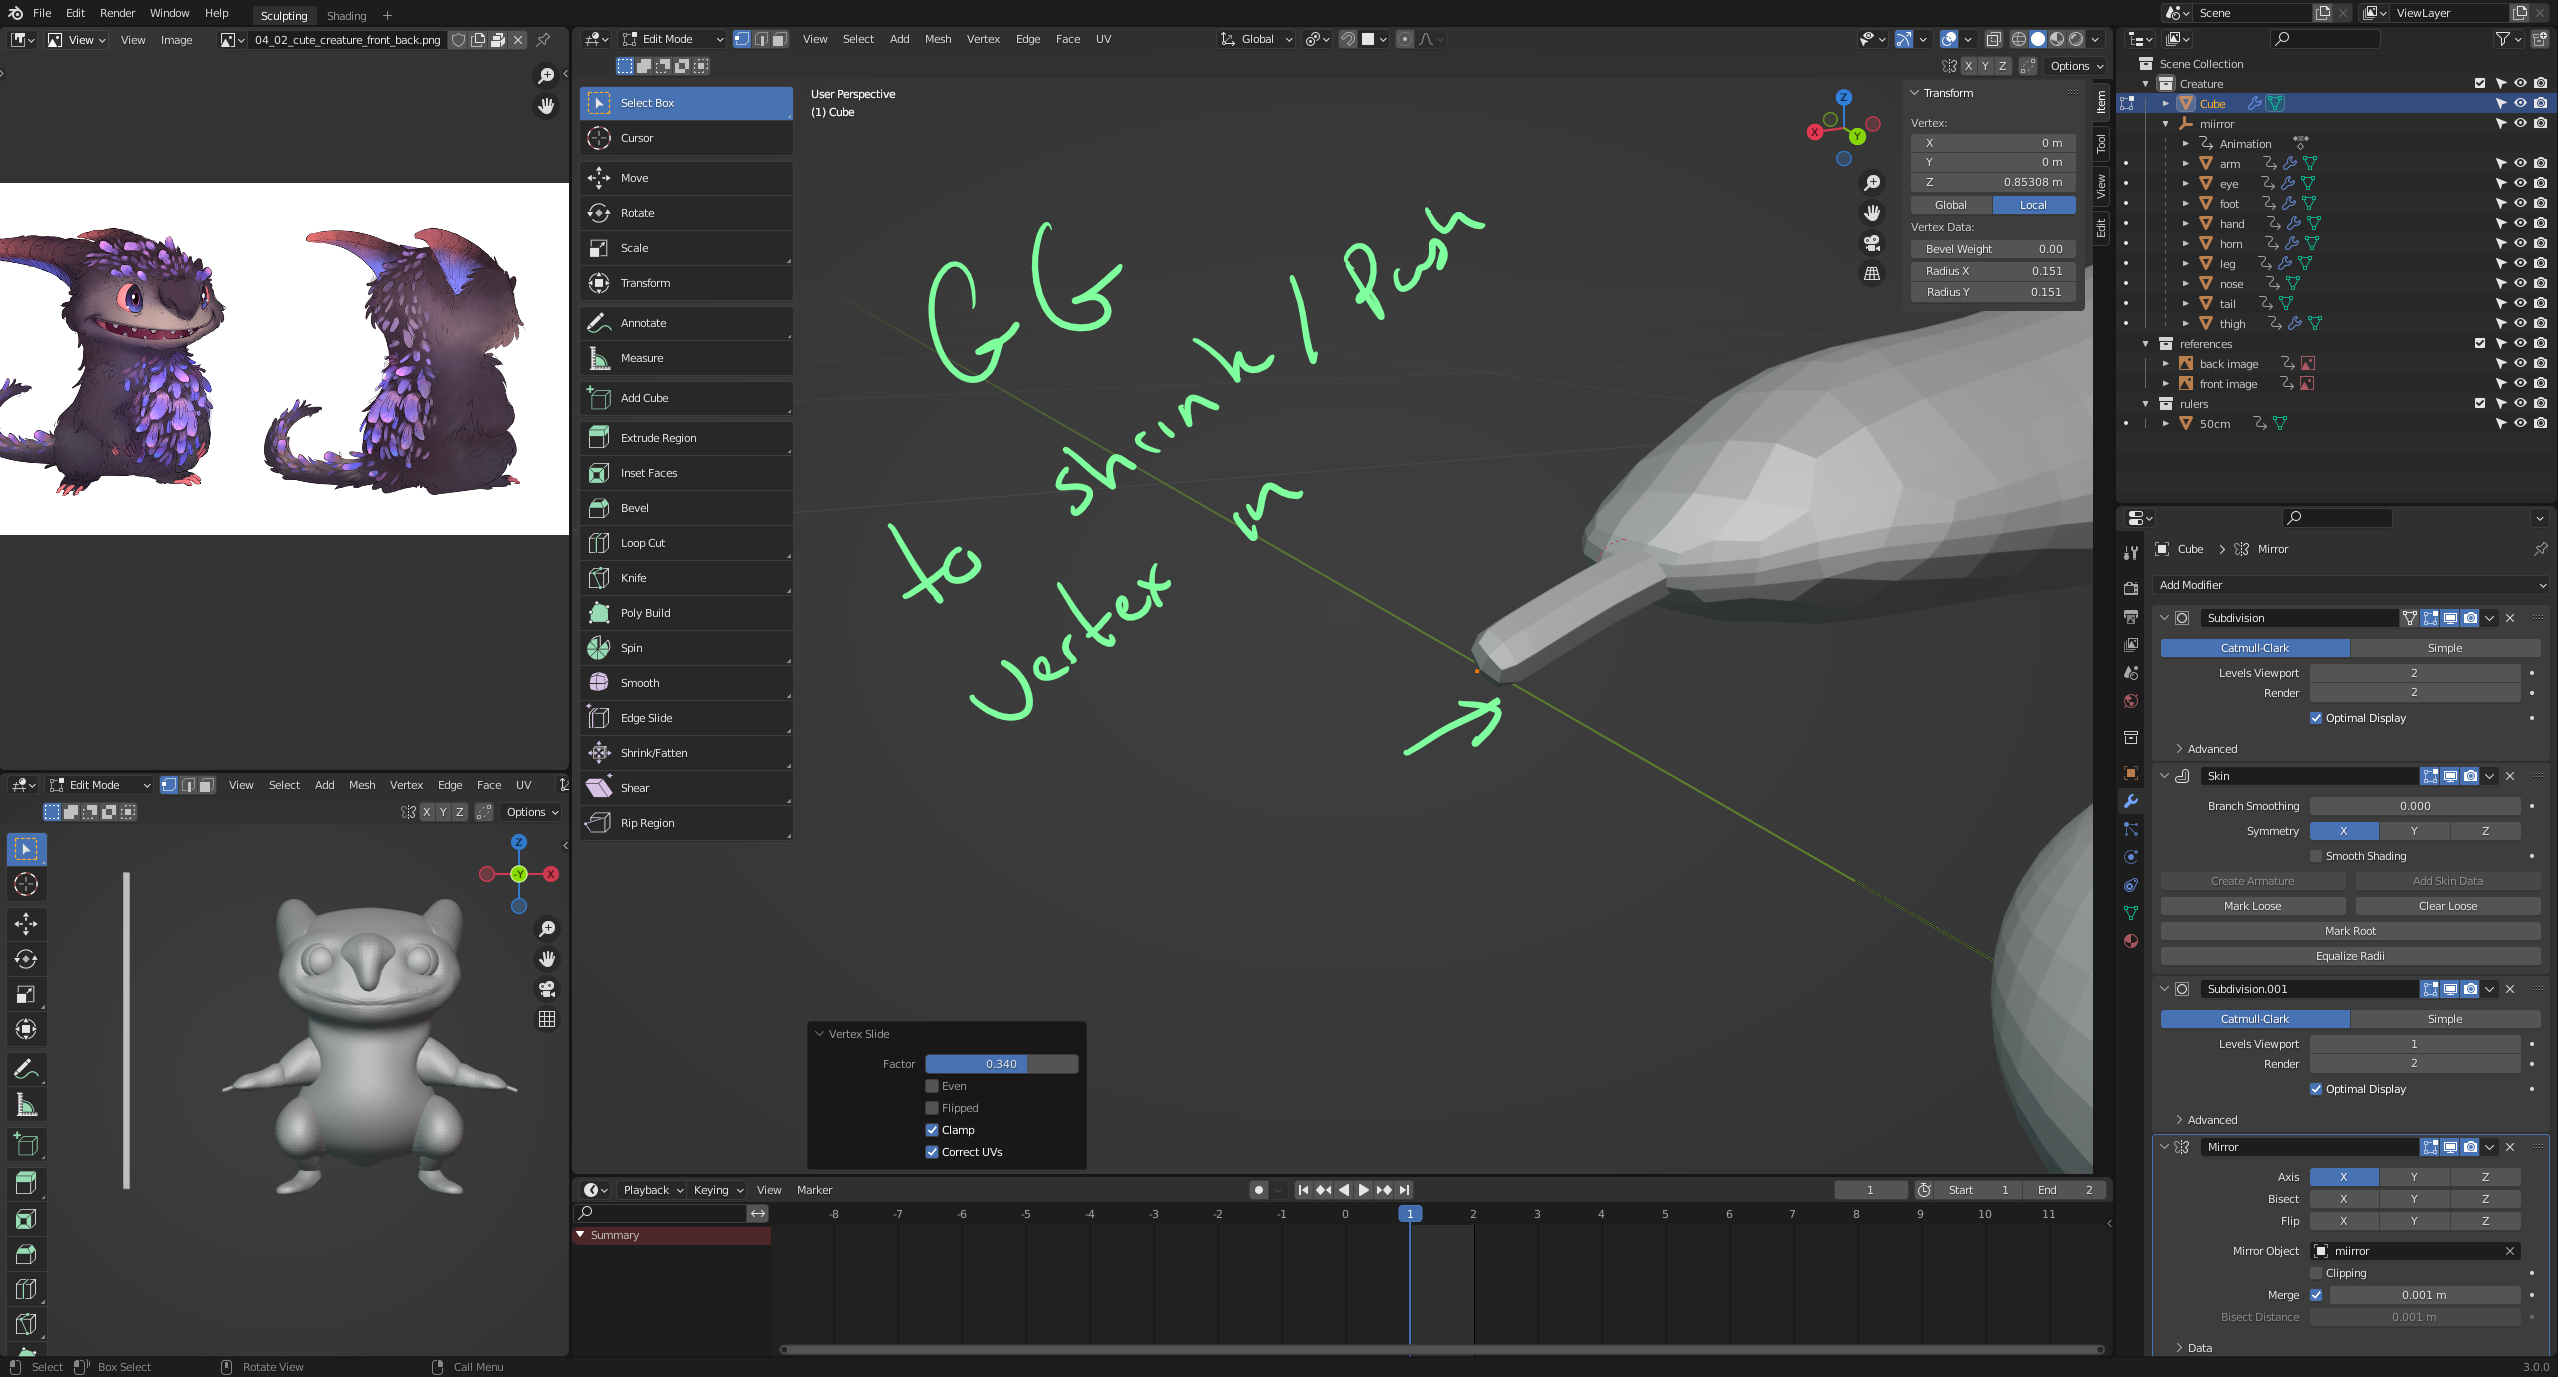 File Edit Render Window Help Sculpting Shading +
Scene ViewLayer
View View Image 04_02_cute_creature_front_back.png
Edit Mode View Select Add Mesh Vertex Edge Face UV Global
X Y Z Options
Select Box
Cursor
Move
Rotate
Scale
Transform
Annotate
Measure
Add Cube
Extrude Region
Inset Faces
Bevel
Loop Cut
Knife
Poly Build
Spin
Smooth
Edge Slide
Shrink/Fatten
Shear
Rip Region
User Perspective
(1) Cube
Z X Y
GG
to shrink / Push
vertex in
Transform
Vertex:
X 0 m
Y 0 m
Z 0.85308 m
Global Local
Vertex Data:
Bevel Weight 0.00
Radius X 0.151
Radius Y 0.151
Item
Tool
View
Edit
Vertex Slide
Factor 0.340
Even
Flipped
Clamp
Correct UVs
Edit Mode View Select Add Mesh Vertex Edge Face UV
X Y Z Options
Z -Y X
Playback Keying View Marker 1 Start 1 End 2
-8 -7 -6 -5 -4 -3 -2 -1 0 1 2 3 4 5 6 7 8 9 10 11
Summary
Scene Collection
Creature
Cube
miirror
Animation
arm
eye
foot
hand
horn
leg
nose
tail
thigh
references
back image
front image
rulers
50cm
Cube > Mirror
Add Modifier
Subdivision
Catmull-Clark Simple
Levels Viewport 2
Render 2
Optimal Display
Advanced
Skin
Branch Smoothing 0.000
Symmetry X Y Z
Smooth Shading
Create Armature Add Skin Data
Mark Loose Clear Loose
Mark Root
Equalize Radii
Subdivision.001
Catmull-Clark Simple
Levels Viewport 1
Render 2
Optimal Display
Advanced
Mirror
Axis X Y Z
Bisect X Y Z
Flip X Y Z
Mirror Object miirror
Clipping
Merge 0.001 m
Bisect Distance 0.001 m
Data
Select Box Select Rotate View Call Menu 3.0.0